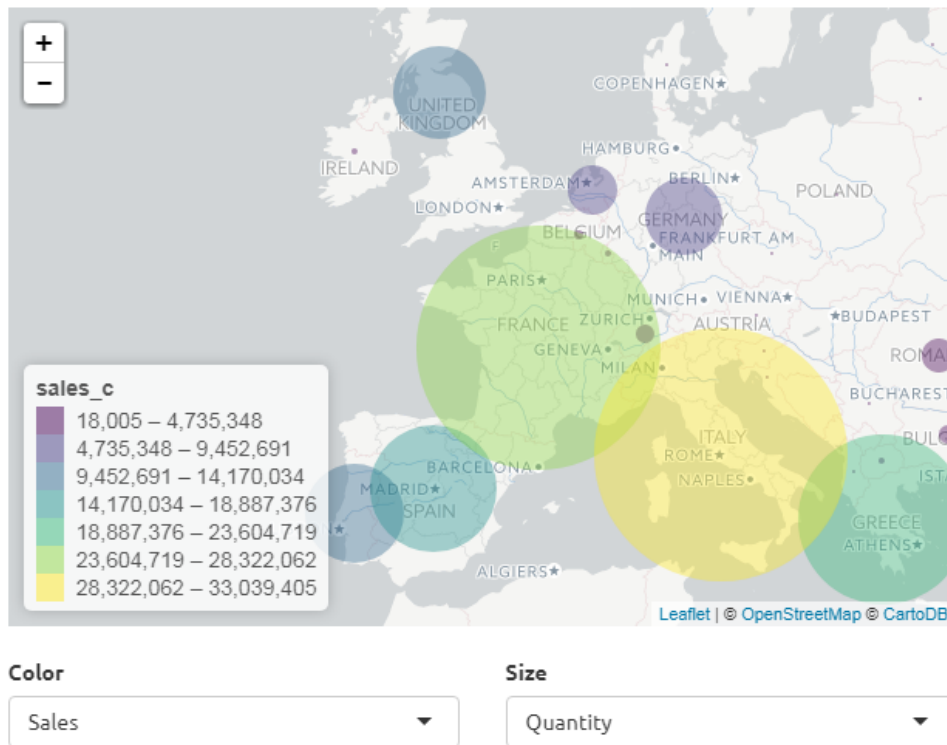 +
−
COPENHAGEN
UNITED
KINGDOM
HAMBURG
IRELAND
AMSTERDAM
BERLIN
POLAND
LONDON
GERMANY
BELGIUM
FRANKFURT AM
MAIN
F
PARIS
MUNICH
VIENNA
FRANCE
ZURICH
AUSTRIA
BUDAPEST
GENEVA
ROMA
MILAN
BUCHAREST
sales_c
18,005 – 4,735,348
4,735,348 – 9,452,691
9,452,691 – 14,170,034
14,170,034 – 18,887,376
18,887,376 – 23,604,719
23,604,719 – 28,322,062
28,322,062 – 33,039,405
ITALY
BULG
ROME
BARCELONA
NAPLES
IST
MADRID
SPAIN
GREECE
ATHENS
ALGIERS
Leaflet | © OpenStreetMap © CartoDB
Color
Size
Sales
Quantity